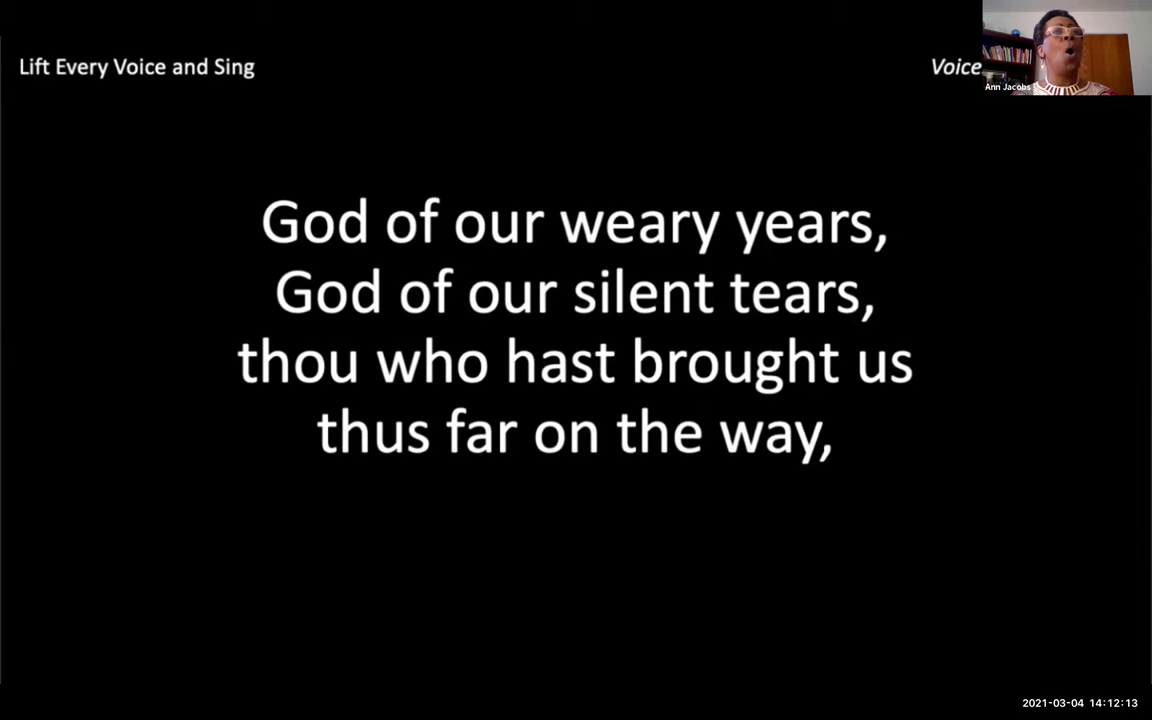 Lift Every Voice and Sing
Voice
Ann Jacobs
God of our weary years,
God of our silent tears,
thou who hast brought us
thus far on the way,
2021-03-04 14:12:13